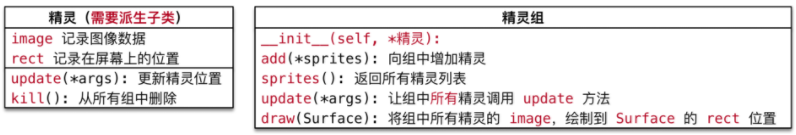 精灵（需要派生子类）
image 记录图像数据
rect 记录在屏幕上的位置
update(*args): 更新精灵位置
kill(): 从所有组中删除
精灵组
__init__(self, *精灵):
add(*sprites): 向组中增加精灵
sprites(): 返回所有精灵列表
update(*args): 让组中所有精灵调用 update 方法
draw(Surface): 将组中所有精灵的 image, 绘制到 Surface 的 rect 位置